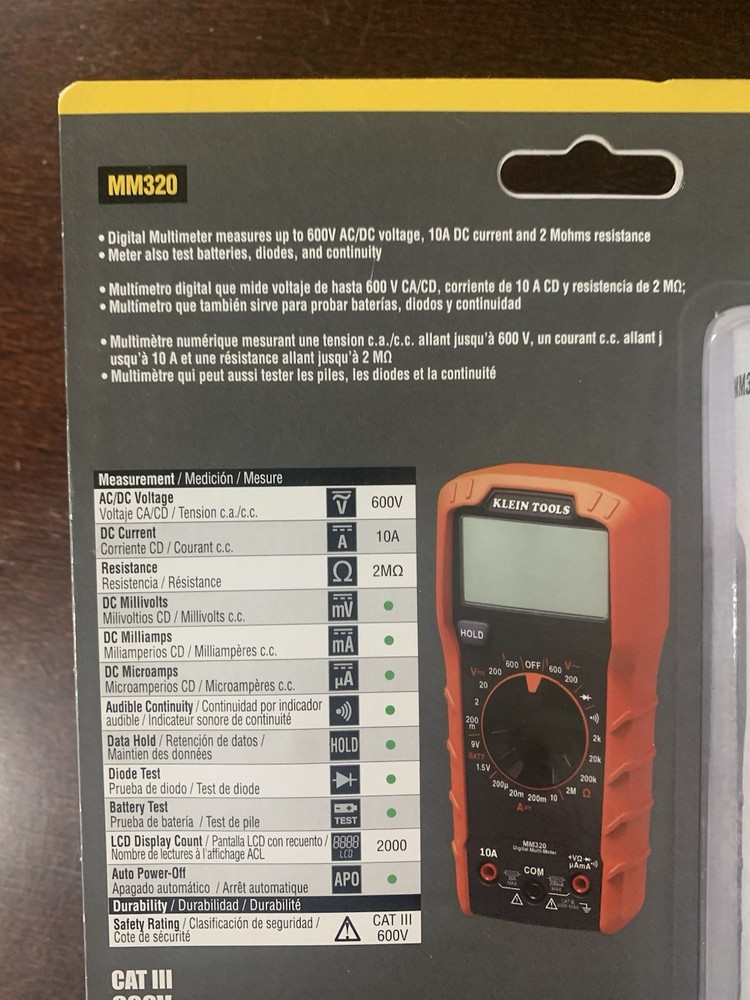 MM320
• Digital Multimeter measures up to 600V AC/DC voltage, 10A DC current and 2 Mohms resistance
• Meter also test batteries, diodes, and continuity
• Multímetro digital que mide voltaje de hasta 600 V CA/CD, corriente de 10 A CD y resistencia de 2 MΩ;
• Multímetro que también sirve para probar baterías, diodos y continuidad
• Multimètre numérique mesurant une tension c.a./c.c. allant jusqu'à 600 V, un courant c.c. allant j
usqu'à 10 A et une résistance allant jusqu'à 2 MΩ
• Multimètre qui peut aussi tester les piles, les diodes et la continuité
Measurement / Medición / Mesure
AC/DC Voltage
Voltaje CA/CD / Tension c.a./c.c.
V 600V
DC Current
Corriente CD / Courant c.c.
A 10A
Resistance
Resistencia / Résistance
Ω 2MΩ
DC Millivolts
Milivoltios CD / Millivolts c.c.
mV
DC Milliamps
Miliamperios CD / Milliampères c.c.
mA
DC Microamps
Microamperios CD / Microampères c.c.
µA
Audible Continuity / Continuidad por indicador
audible / Indicateur sonore de continuité
Data Hold / Retención de datos /
Maintien des données
HOLD
Diode Test
Prueba de diodo / Test de diode
Battery Test
Prueba de batería / Test de pile
TEST
LCD Display Count / Pantalla LCD con recuento /
Nombre de lectures à l'affichage ACL
8888
LCD
2000
Auto Power-Off
Apagado automático / Arrêt automatique
APO
Durability / Durabilidad / Durabilité
Safety Rating / Clasificación de seguridad /
Cote de sécurité
CAT III
600V
CAT III
KLEIN TOOLS
HOLD
V 200 600 OFF 600 V
20 200
2
200
m
9V 2k
BATT 20k
1.5V 200k
200µ 20m 200m 10 2M Ω
A
MM320
Digital Multi-Meter
10A COM +VΩ
µAmA